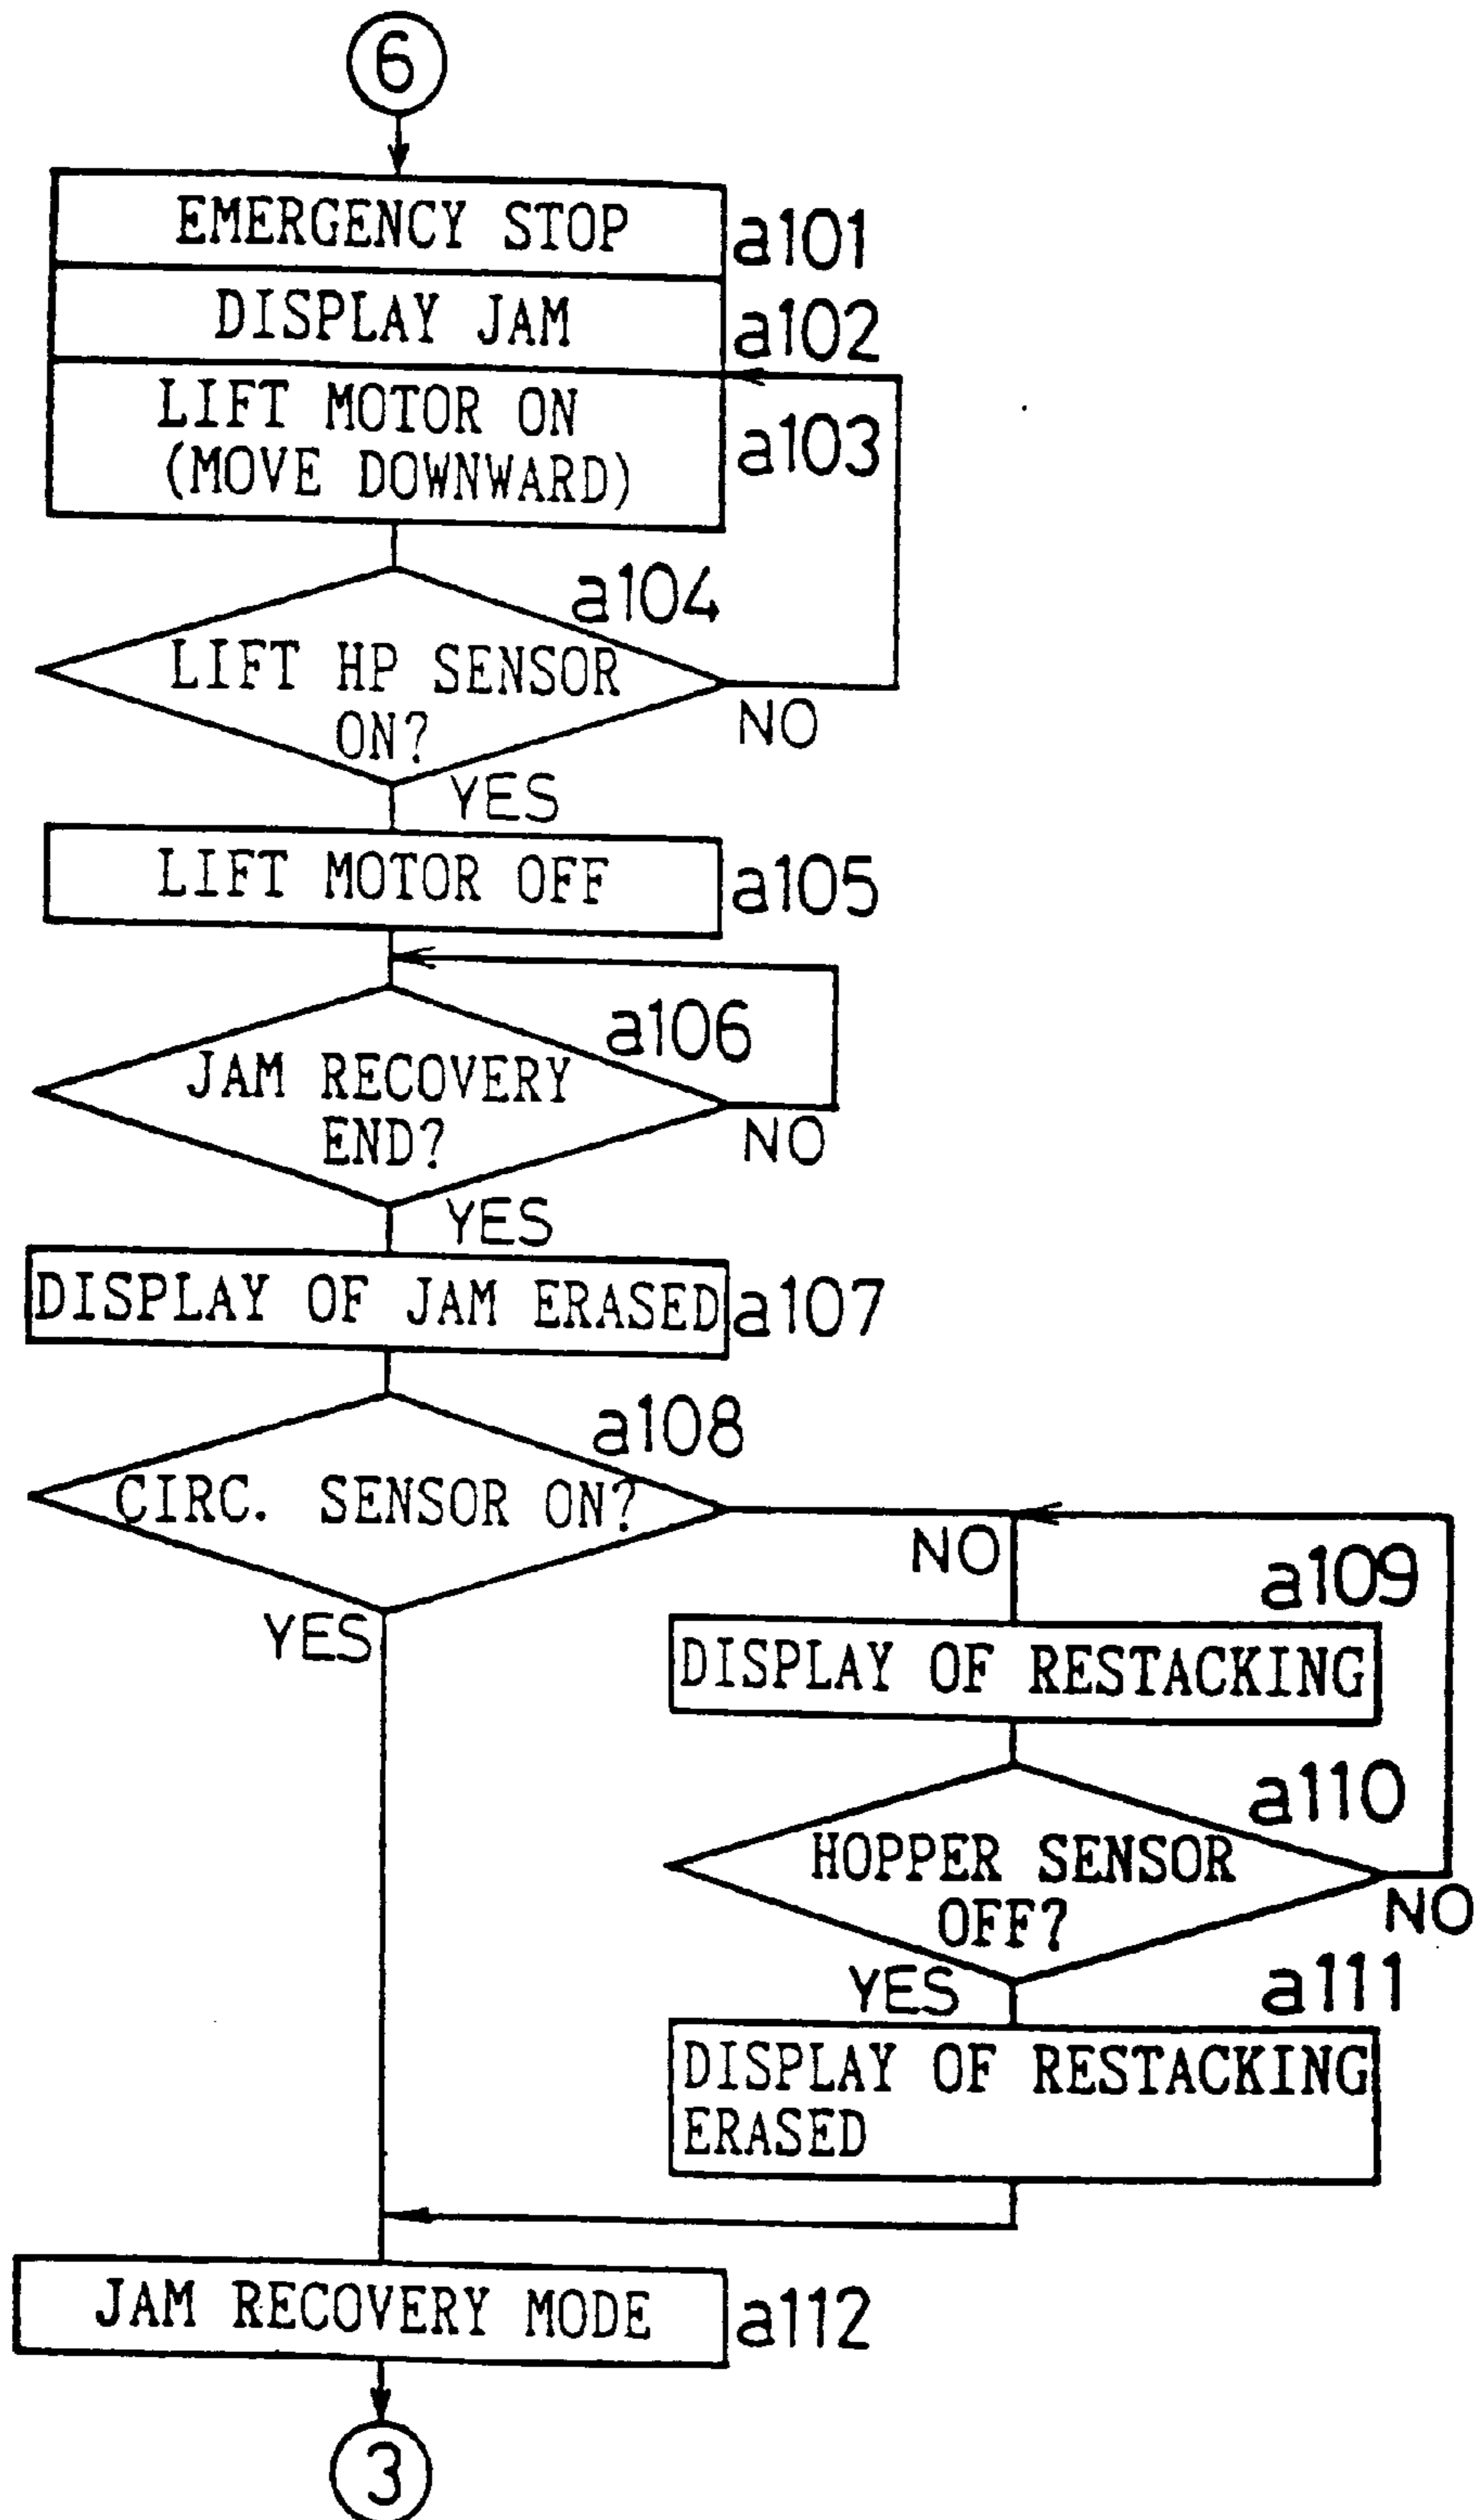 6
EMERGENCY STOP
a101
DISPLAY JAM
a102
LIFT MOTOR ON
(MOVE DOWNWARD)
a103
a104
LIFT HP SENSOR
ON?
NO
YES
LIFT MOTOR OFF
a105
a106
JAM RECOVERY
END?
NO
YES
DISPLAY OF JAM ERASED
a107
a108
CIRC. SENSOR ON?
NO
YES
a109
DISPLAY OF RESTACKING
a110
HOPPER SENSOR
OFF?
NO
YES
a111
DISPLAY OF RESTACKING
ERASED
JAM RECOVERY MODE
a112
3